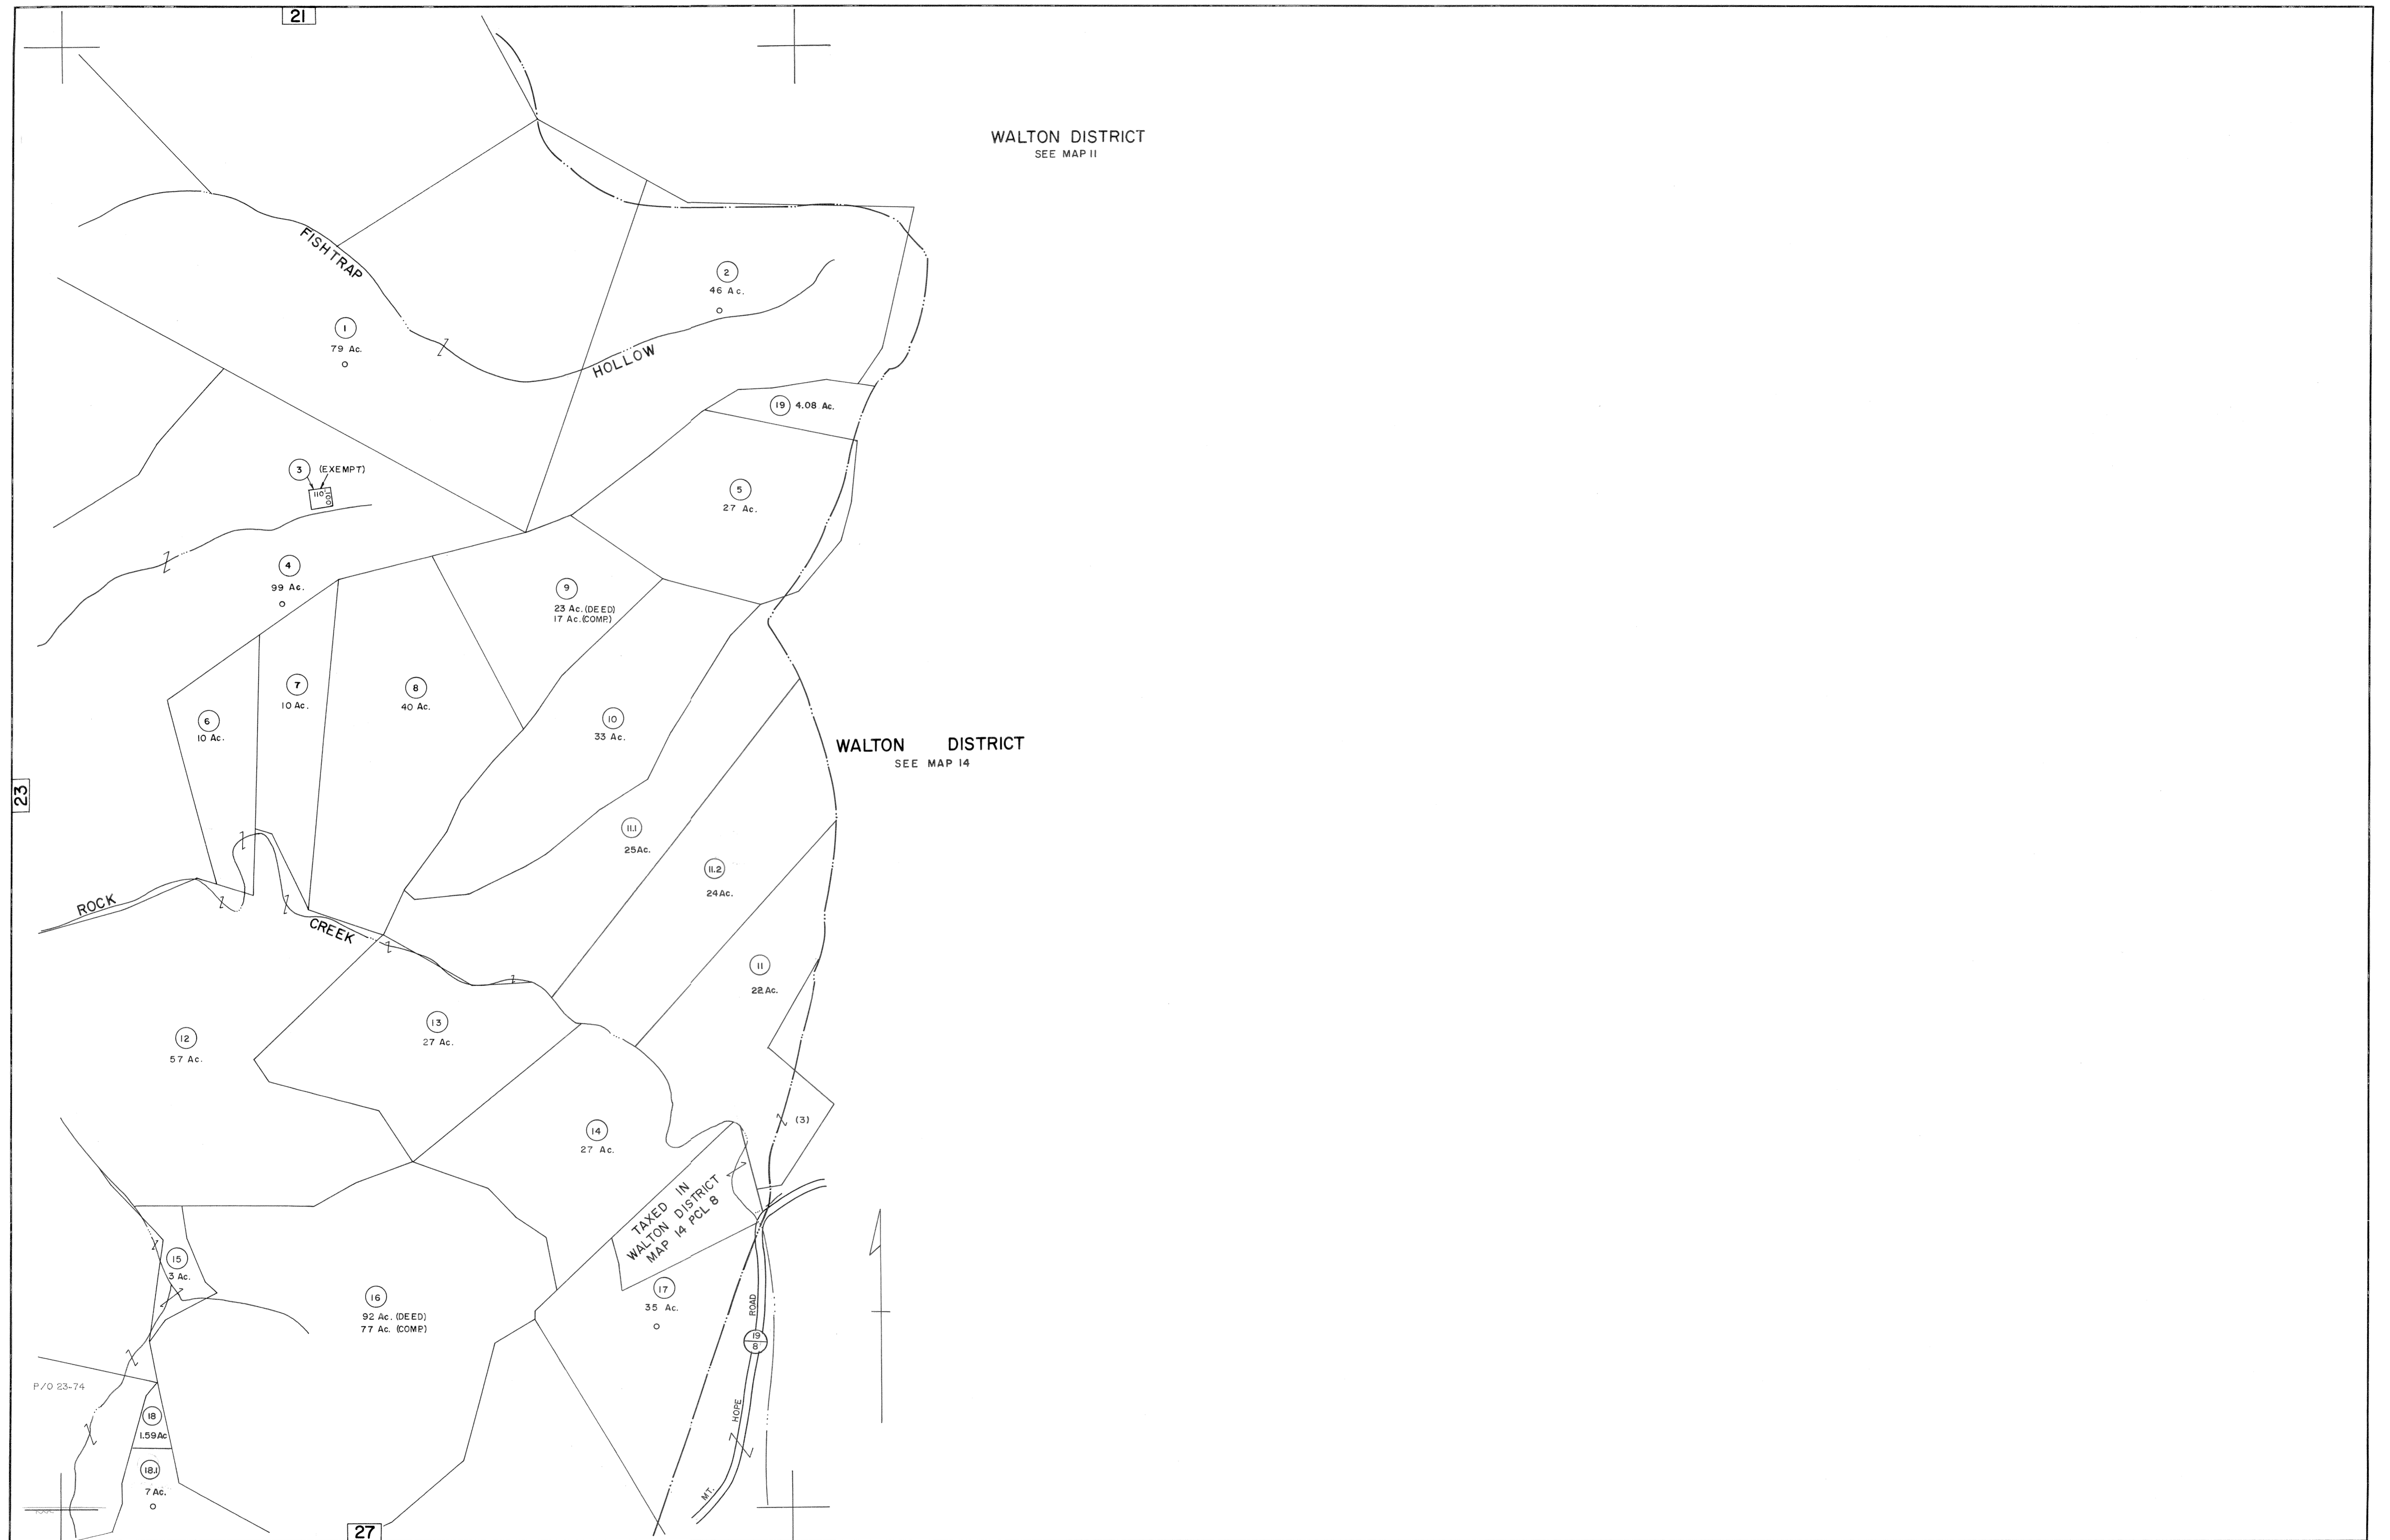 21
WALTON DISTRICT
SEE MAP 11
FISHTRAP
2
46 Ac.
1
79 Ac.
HOLLOW
19 4.08 Ac.
3 (EXEMPT)
110'
100
5
27 Ac.
4
99 Ac.
9
23 Ac. (DEED)
17 Ac. (COMP.)
7
10 Ac.
8
40 Ac.
6
10 Ac.
10
33 Ac.
WALTON DISTRICT
SEE MAP 14
23
11.1
25 Ac.
11.2
24 Ac.
ROCK
CREEK
11
22 Ac.
13
27 Ac.
12
57 Ac.
(3)
14
27 Ac.
TAXED IN
WALTON DISTRICT
MAP 14 PCL 8
15
3 Ac.
16
92 Ac. (DEED)
77 Ac. (COMP.)
17
35 Ac.
ROAD
19
8
HOPE
MT.
P/O 23-74
18
1.59 Ac
18.1
7 Ac.
27